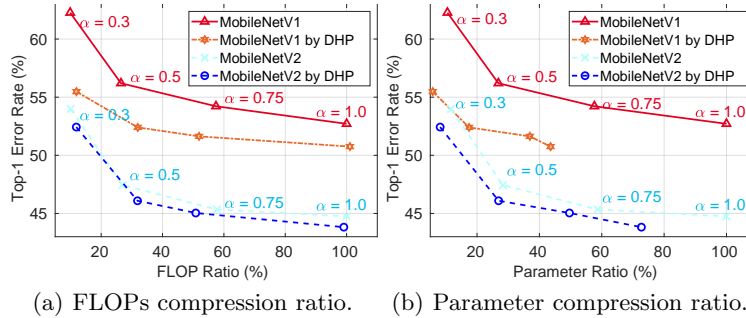 60
55
50
45
Top-1 Error Rate (%)
α = 0.3
α = 0.5
α = 0.75
α = 1.0
α = 0.3
α = 0.5
α = 0.75
α = 1.0
MobileNetV1
MobileNetV1 by DHP
MobileNetV2
MobileNetV2 by DHP
20 40 60 80 100
FLOP Ratio (%)
(a) FLOPs compression ratio.
60
55
50
45
Top-1 Error Rate (%)
α = 0.3
α = 0.5
α = 0.75
α = 1.0
α = 0.3
α = 0.5
α = 0.75
α = 1.0
MobileNetV1
MobileNetV1 by DHP
MobileNetV2
MobileNetV2 by DHP
20 40 60 80 100
Parameter Ratio (%)
(b) Parameter compression ratio.